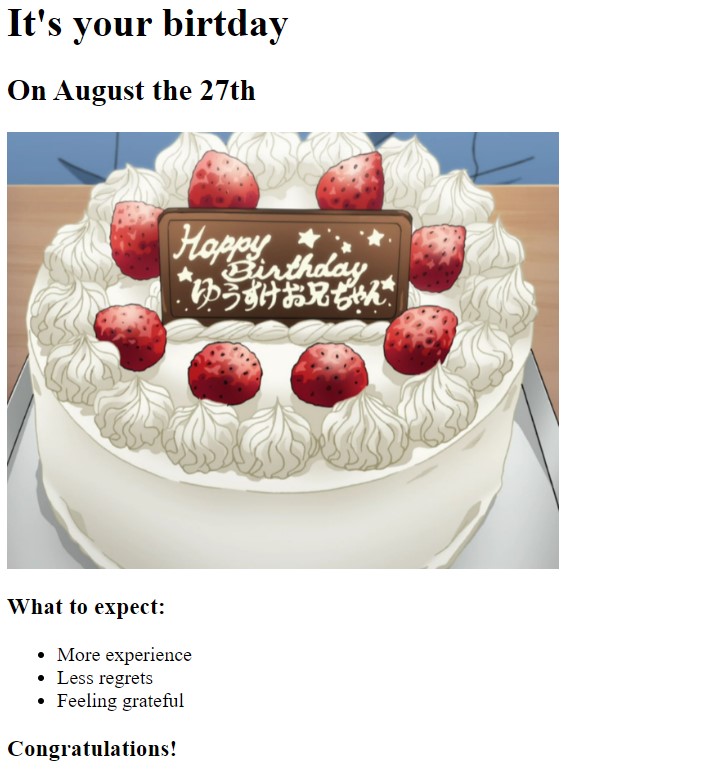 It's your birtday
On August the 27th
Happy
Birthday
ゆうすけお兄ちゃん
What to expect:
More experience
Less regrets
Feeling grateful
Congratulations!